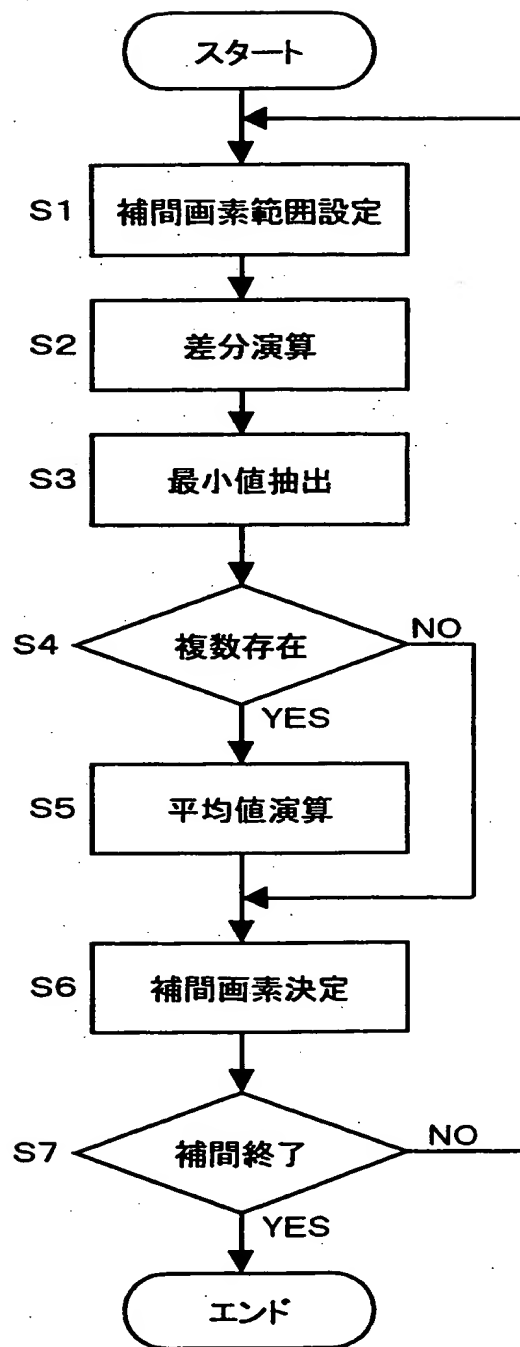 スタート
S1 補間画素範囲設定
S2 差分演算
S3 最小値抽出
S4 複数存在 NO
YES
S5 平均値演算
S6 補間画素決定
S7 補間終了 NO
YES
エンド